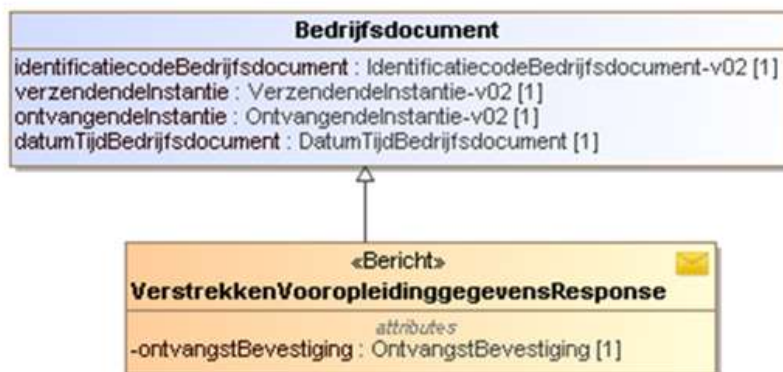 Bedrijfsdocument
identificatiecodeBedrijfsdocument : IdentificatiecodeBedrijfsdocument-v02 [1]
verzendendeInstantie : VerzendendeInstantie-v02 [1]
ontvangendeInstantie : OntvangendeInstantie-v02 [1]
datumTijdBedrijfsdocument : DatumTijdBedrijfsdocument [1]
«Bericht»
VerstrekkenVooropleidinggegevensResponse
attributes
-ontvangstBevestiging : OntvangstBevestiging [1]